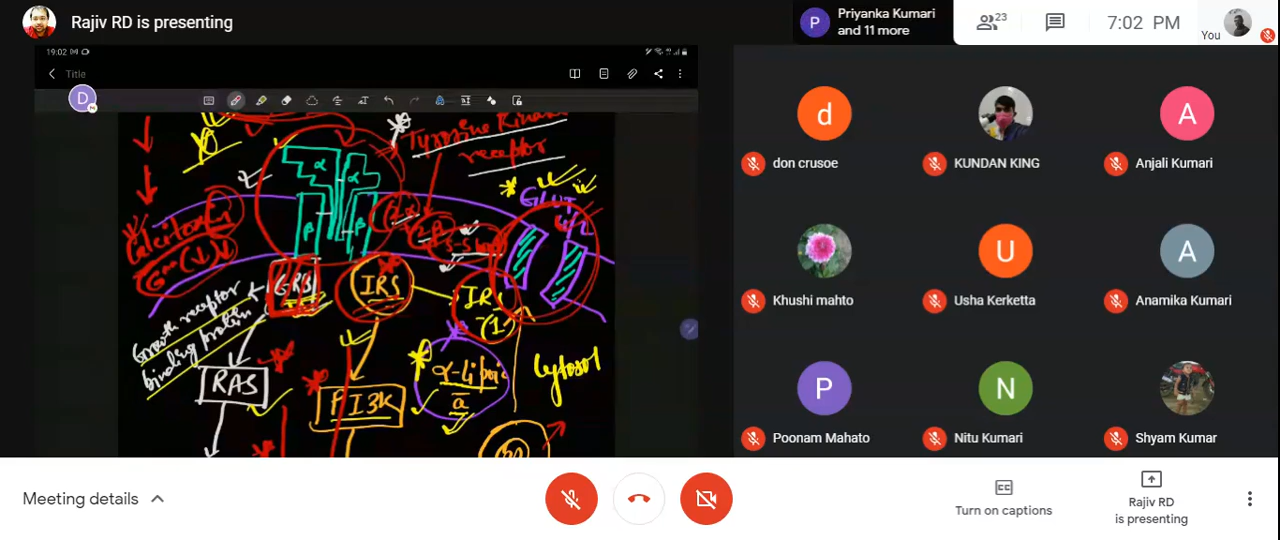 Rajiv RD is presenting
P
Priyanka Kumari
and 11 more
23
7:02 PM
You
19:02
Title
D
Tyrosine Kinase
receptor
α
α
β
β
GLUT
GRB
IRS
IRS
(1)
Growth receptor
binding protein
RAS
PI3K
α-Lipoic
a
Cytosol
d
A
don crusoe
KUNDAN KING
Anjali Kumari
U
A
Khushi mahto
Usha Kerketta
Anamika Kumari
P
N
Poonam Mahato
Nitu Kumari
Shyam Kumar
Meeting details
CC
Turn on captions
Rajiv RD
is presenting